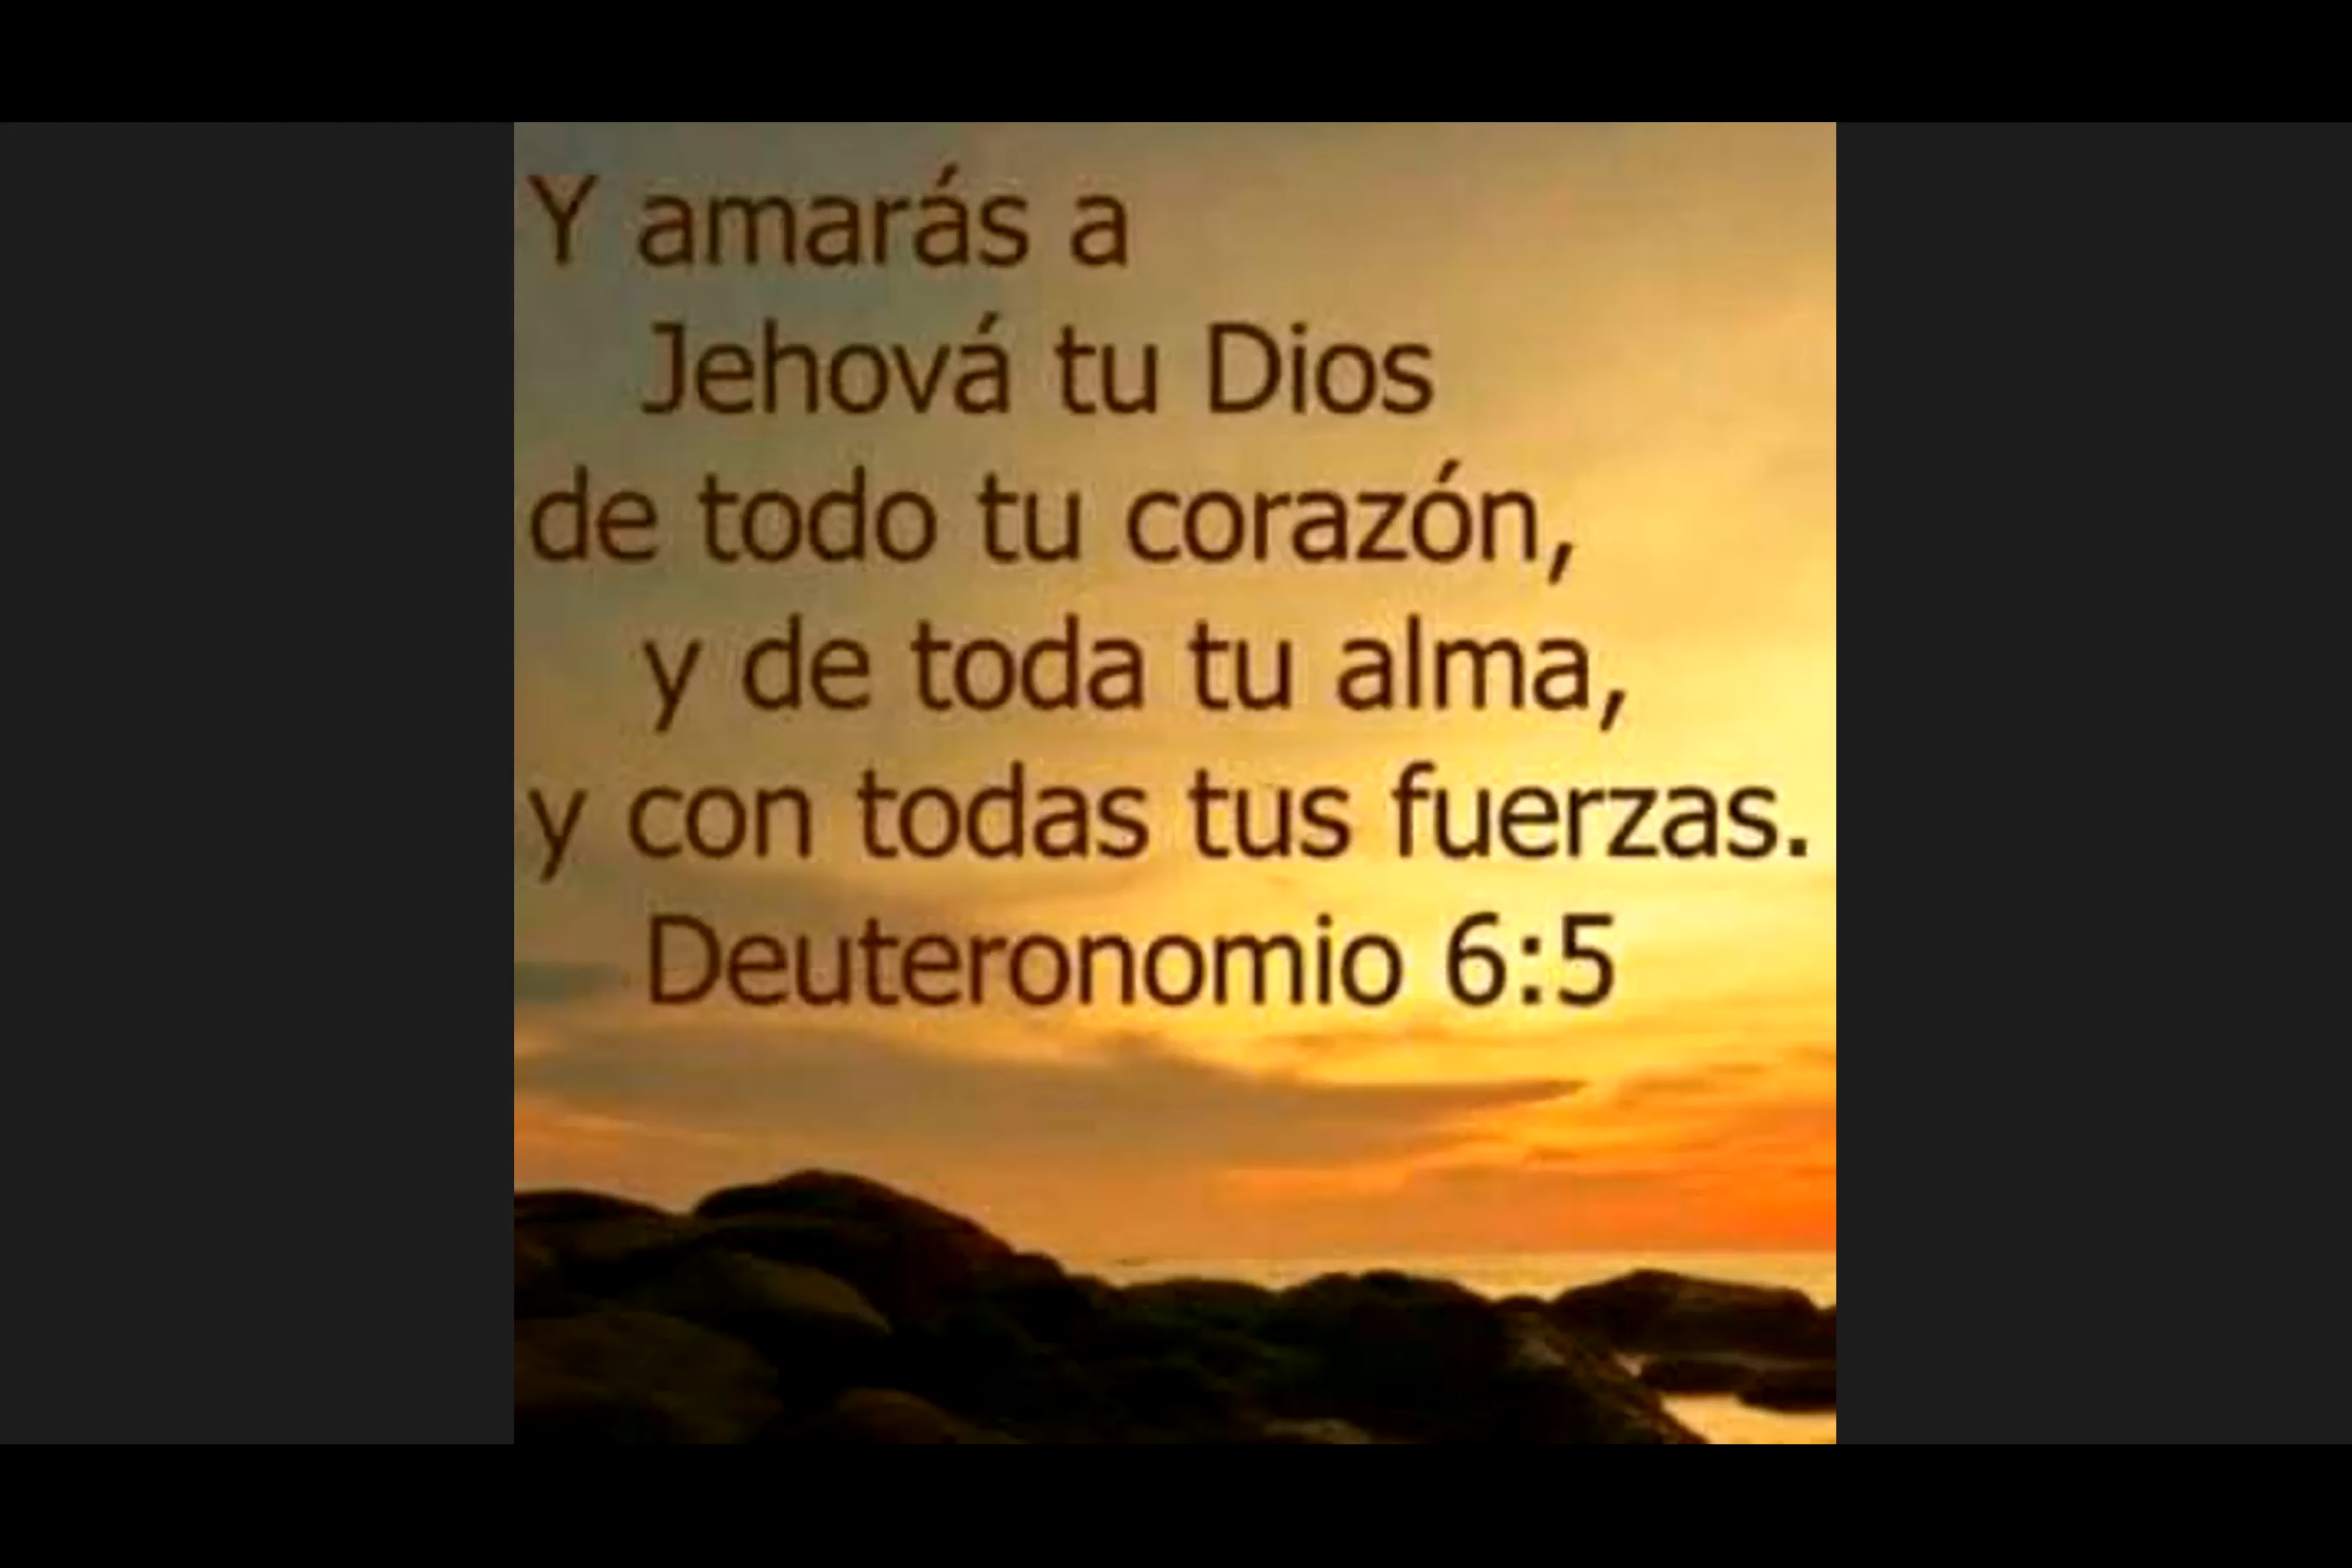 Y amarás a
Jehová tu Dios
de todo tu corazón,
y de toda tu alma,
y con todas tus fuerzas.
Deuteronomio 6:5